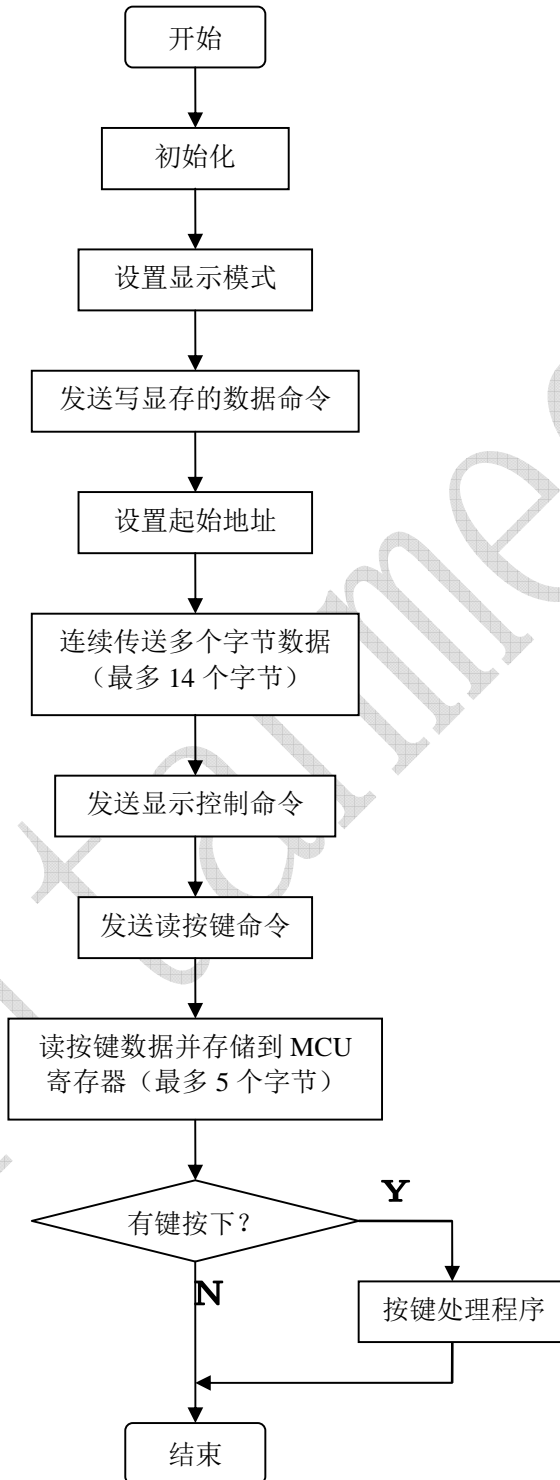 开始
初始化
设置显示模式
发送写显存的数据命令
设置起始地址
连续传送多个字节数据
（最多 14 个字节）
发送显示控制命令
发送读按键命令
读按键数据并存储到 MCU
寄存器（最多 5 个字节）
有键按下？
Y
N
按键处理程序
结束